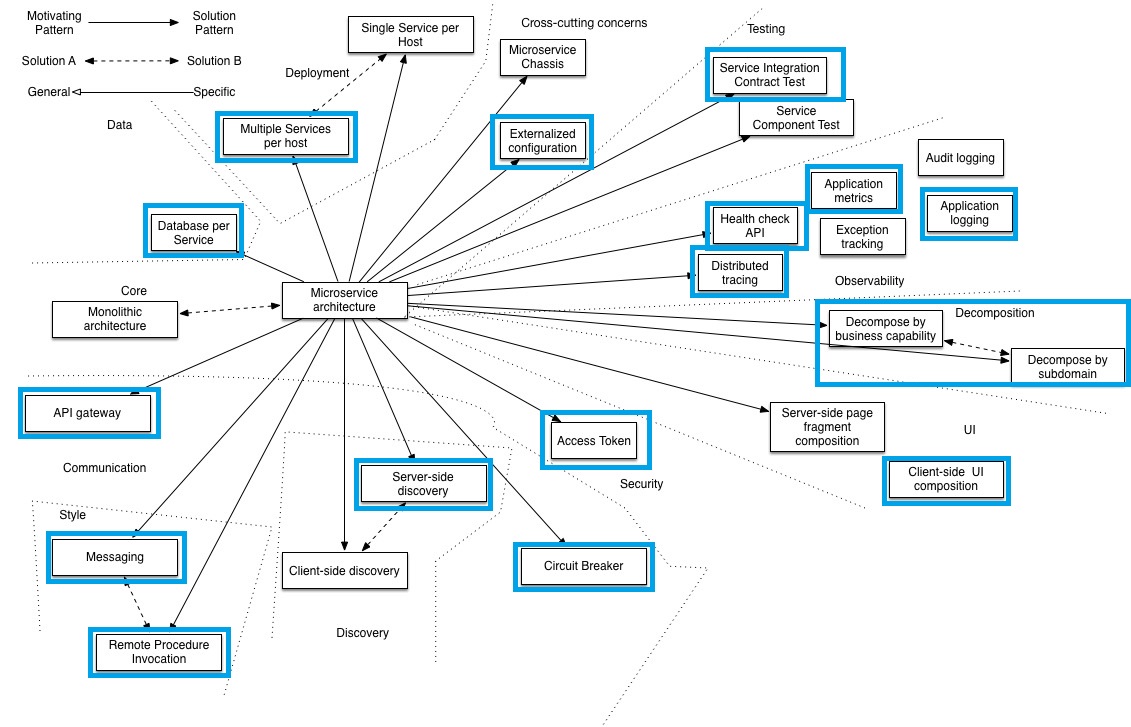 Motivating
Pattern
Solution
Pattern
Solution A
Solution B
General
Specific
Single Service per
Host
Cross-cutting concerns
Microservice
Chassis
Testing
Deployment
Service Integration
Contract Test
Service
Component Test
Data
Multiple Services
per host
Externalized
configuration
Audit logging
Application
metrics
Application
logging
Database per
Service
Health check
API
Exception
tracking
Distributed
tracing
Observability
Core
Monolithic
architecture
Microservice
architecture
Decomposition
Decompose by
business capability
Decompose by
subdomain
API gateway
Access Token
Server-side page
fragment
composition
UI
Communication
Server-side
discovery
Security
Client-side UI
composition
Style
Messaging
Client-side discovery
Circuit Breaker
Discovery
Remote Procedure
Invocation